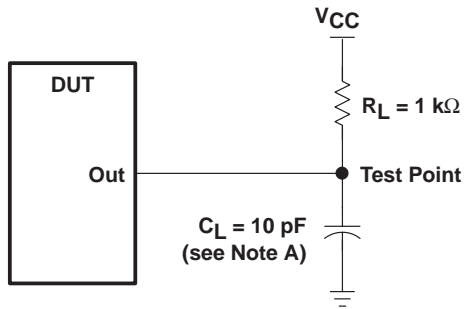 VCC
DUT
RL = 1 kΩ
Out
Test Point
CL = 10 pF
(see Note A)